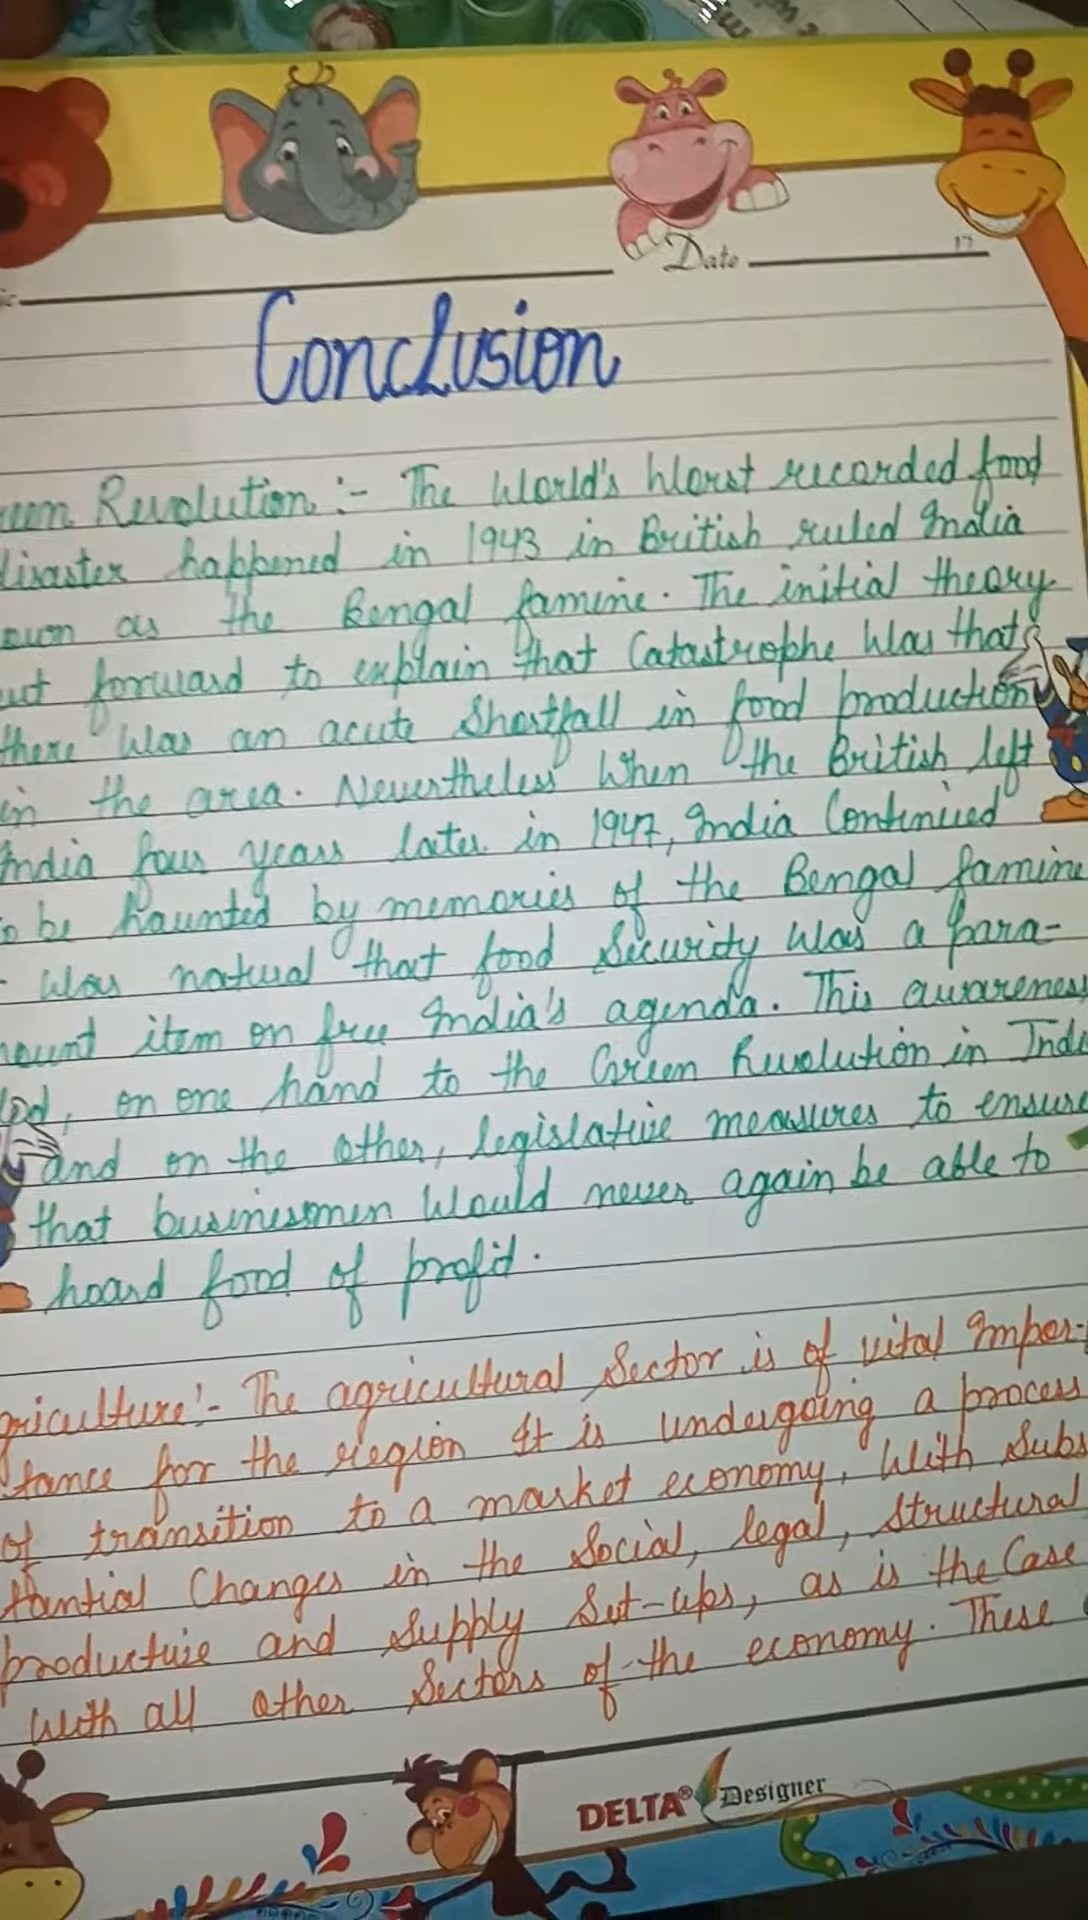 Date
Conclusion
Revolution :- The World's Worst recorded food
disaster happened in 1943 in British ruled India
as the Bengal famine. The initial theory
forward to explain that Catastrophe Was that
there Was an acute Shortfall in food production
in the area. Nevertheless When the British left
India four years later in 1947, India Continued
to be haunted by memories of the Bengal famine
Was natual that food Security Was a para-
mount item on free India's agenda. This awareness
led, on one hand to the Green Revolution in
and on the other, legislative measures to ensure
that businessmen Would never again be able to
hoard food of profit.
griculture:- The agricultural Sector is of vital Impor-
tance for the region It is undergoing a process
of transition to a market economy, With Subs
tantial Changes in the Social, legal, Structural
productive and Supply Set-ups, as is the Case
With all other Sectors of the economy. These
DELTA® Designer